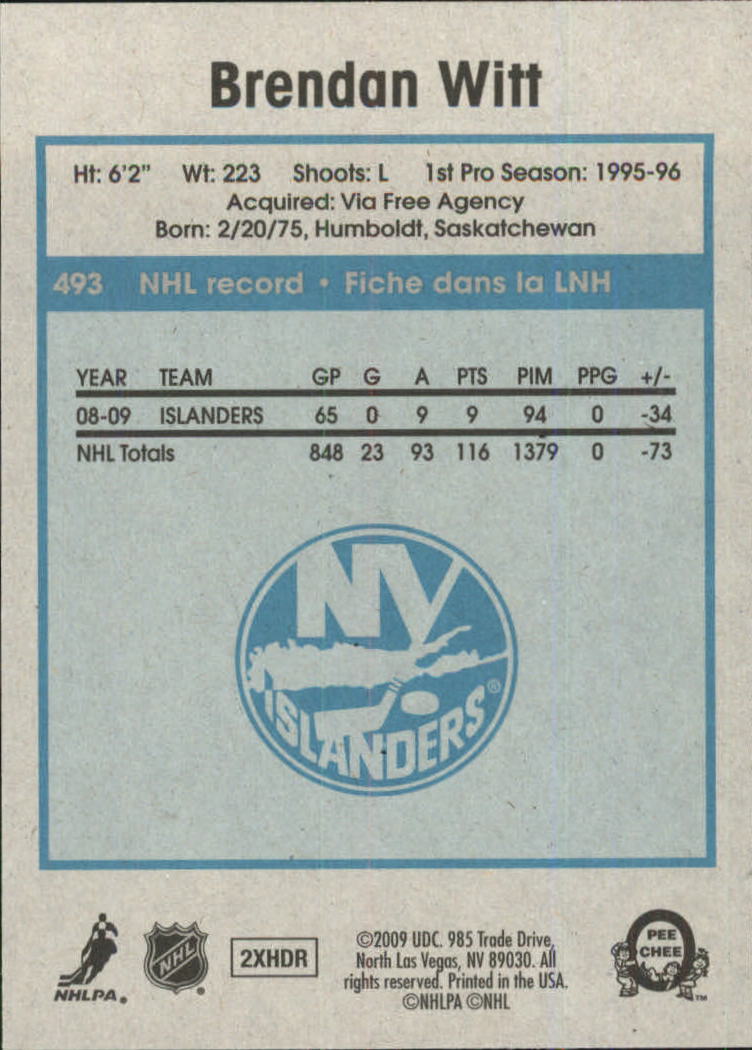 Brendan Witt
Ht: 6'2" Wt: 223 Shoots: L 1st Pro Season: 1995-96
Acquired: Via Free Agency
Born: 2/20/75, Humboldt, Saskatchewan
493 NHL record • Fiche dans la LNH
YEAR TEAM GP G A PTS PIM PPG +/-
08-09 ISLANDERS 65 0 9 9 94 0 -34
NHL Totals 848 23 93 116 1379 0 -73
NY
ISLANDERS®
NHLPA®
NHL®
2XHDR
©2009 UDC. 985 Trade Drive,
North Las Vegas, NV 89030. All
rights reserved. Printed in the USA.
©NHLPA ©NHL
O
PEE
CHEE
™